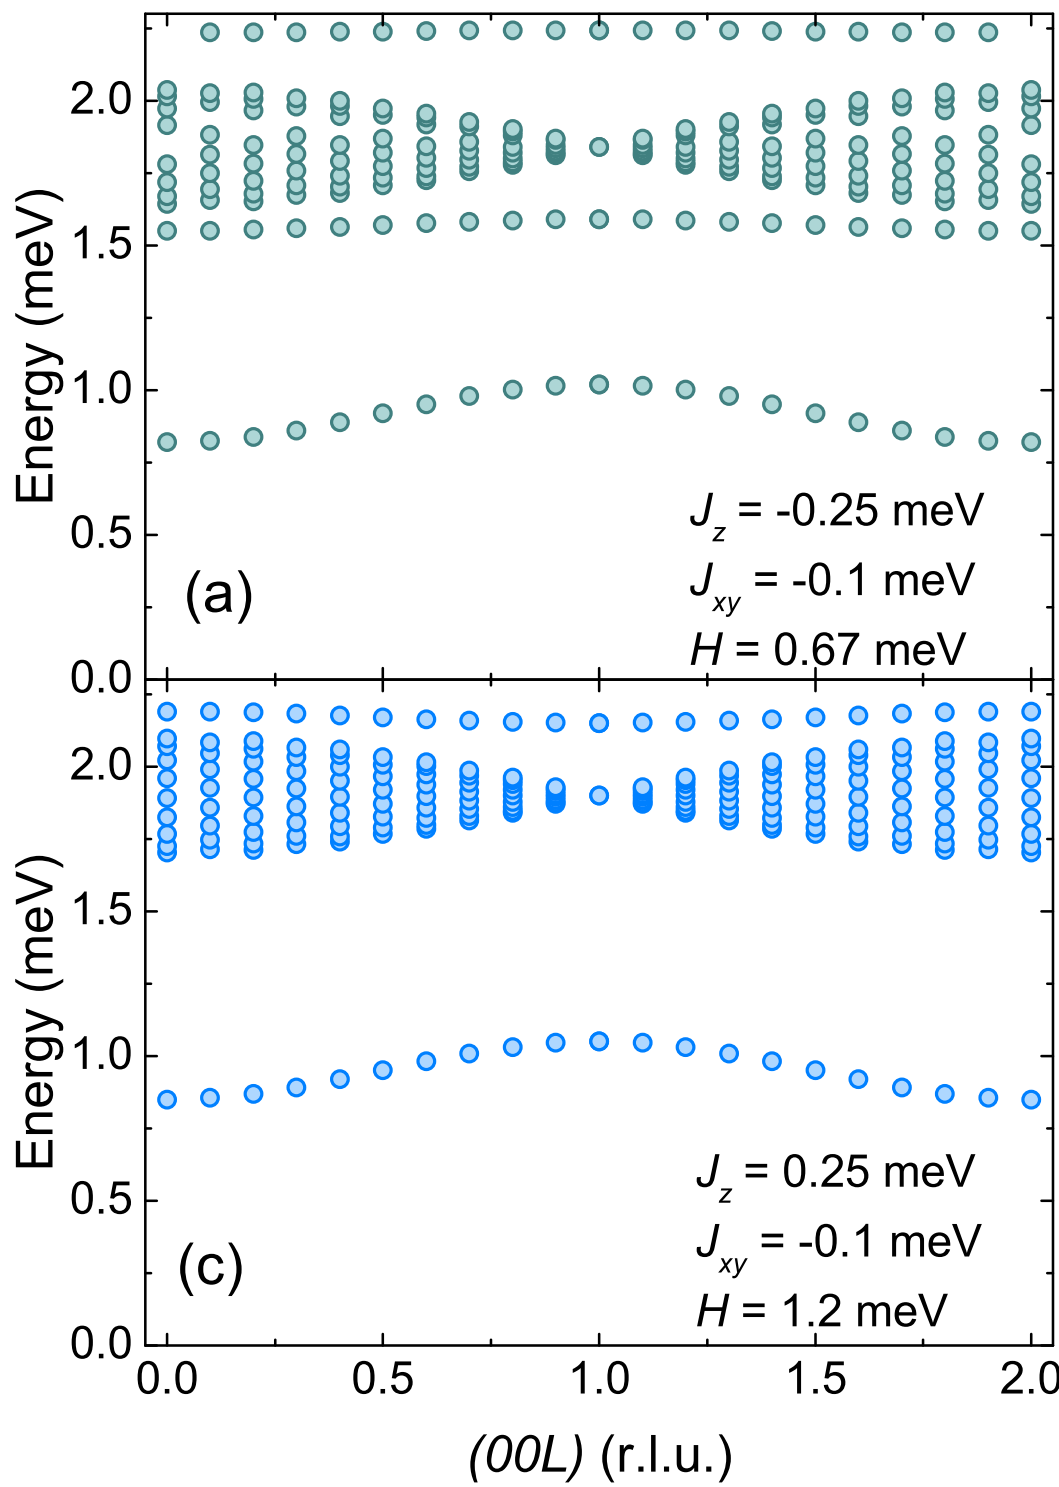 2.0
1.5
1.0
0.5
0.0
Energy (meV)
J_z = -0.25 meV
J_xy = -0.1 meV
H = 0.67 meV
(a)
2.0
1.5
1.0
0.5
0.0
Energy (meV)
J_z = 0.25 meV
J_xy = -0.1 meV
H = 1.2 meV
(c)
0.0 0.5 1.0 1.5 2.0
(00L) (r.l.u.)